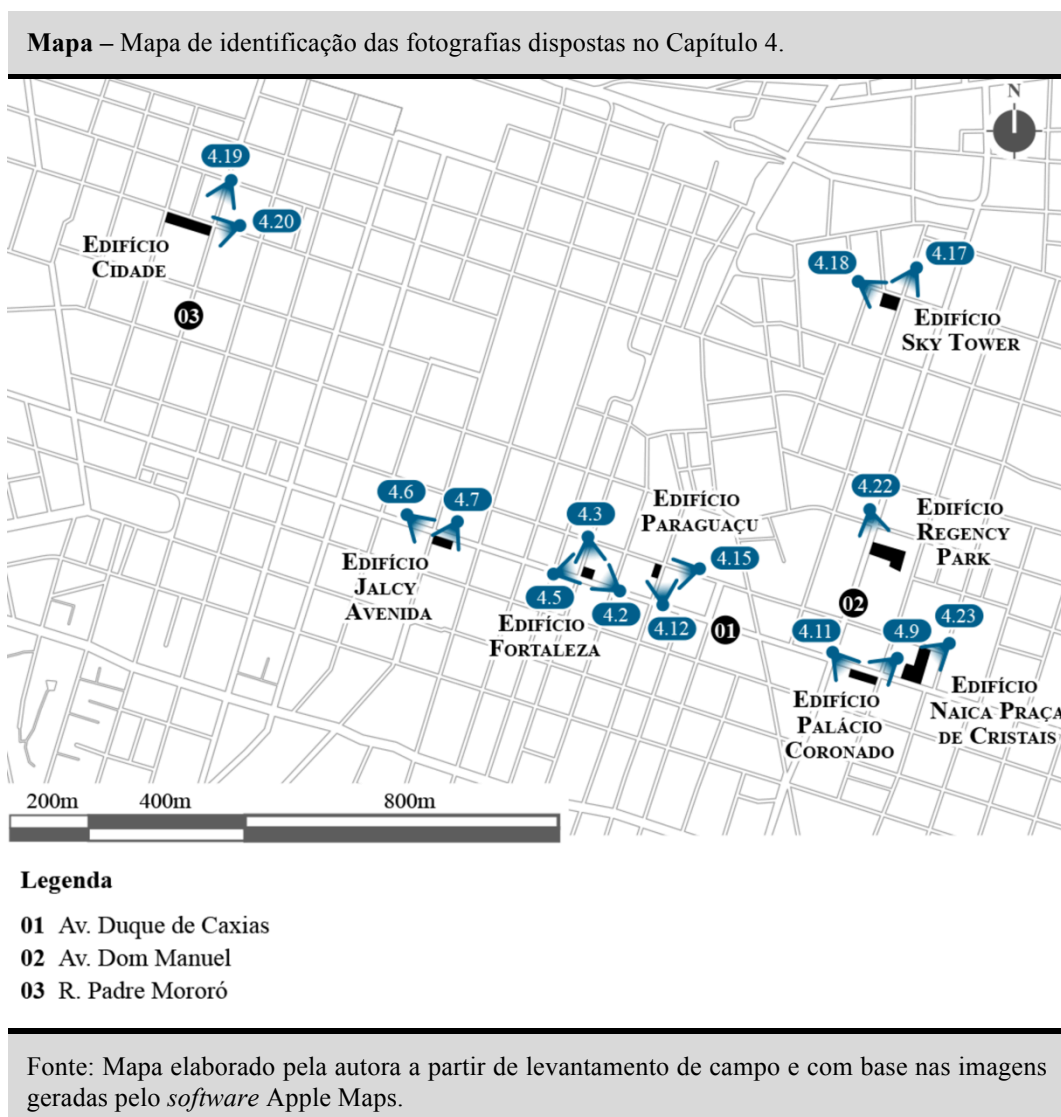 Mapa – Mapa de identificação das fotografias dispostas no Capítulo 4.
N
4.19
4.20
EDIFÍCIO
CIDADE
03
4.17
4.18
EDIFÍCIO
SKY TOWER
4.6
4.7
EDIFÍCIO
JALCY
AVENIDA
4.3
4.5
4.2
EDIFÍCIO
FORTALEZA
EDIFÍCIO
PARAGUAÇU
4.15
4.12
01
4.22
EDIFÍCIO
REGENCY
PARK
02
4.11
4.9
4.23
EDIFÍCIO
PALÁCIO
CORONADO
EDIFÍCIO
NAICA PRAÇA
DE CRISTAIS
200m 400m 800m
Legenda
01 Av. Duque de Caxias
02 Av. Dom Manuel
03 R. Padre Mororó
Fonte: Mapa elaborado pela autora a partir de levantamento de campo e com base nas imagens
geradas pelo software Apple Maps.